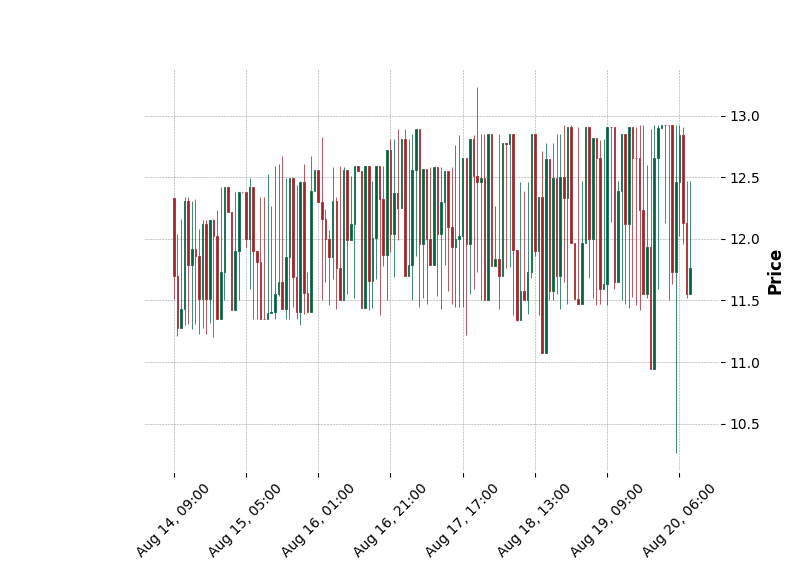 13.0
12.5
12.0
11.5
11.0
10.5
Price
Aug 14, 09:00
Aug 15, 05:00
Aug 16, 01:00
Aug 16, 21:00
Aug 17, 17:00
Aug 18, 13:00
Aug 19, 09:00
Aug 20, 06:00